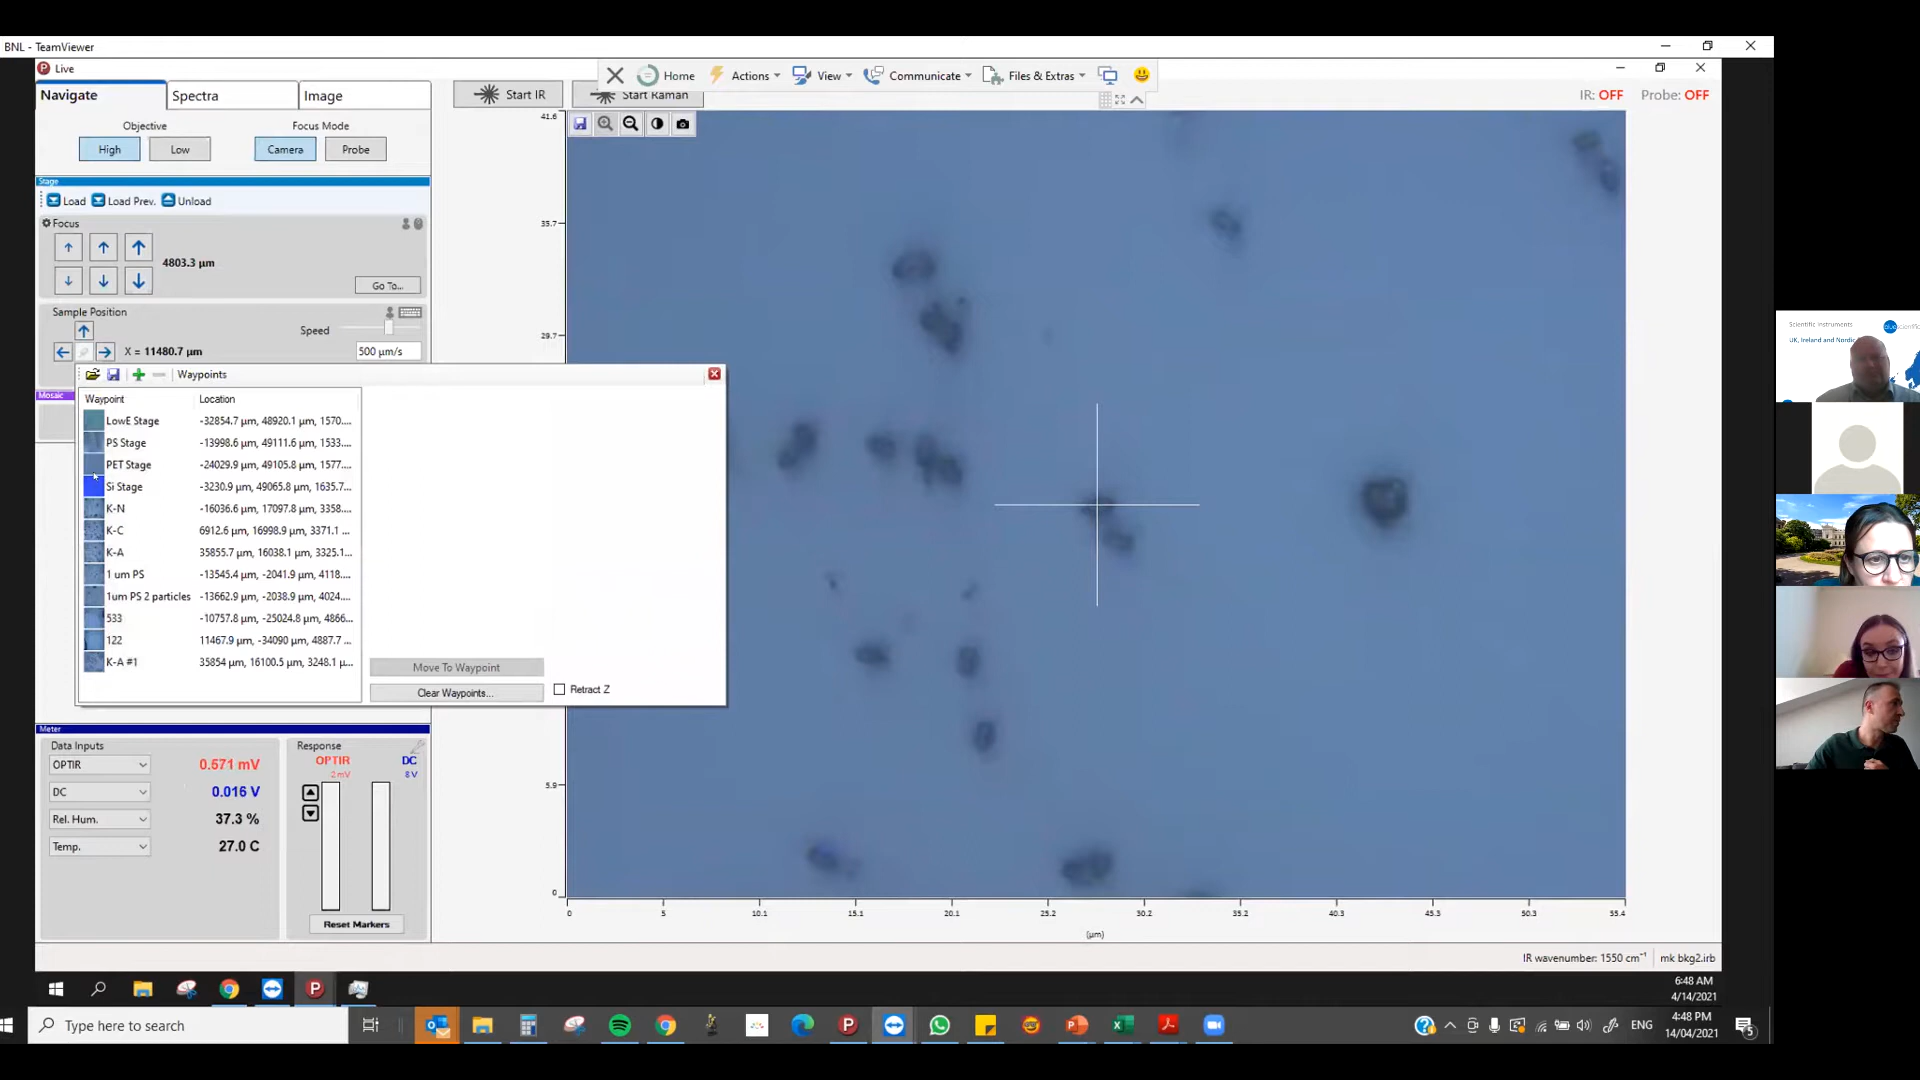 BNL - TeamViewer
Live
Home
Actions
View
Communicate
Files & Extras
Navigate
Spectra
Image
Start IR
Start Raman
IR: OFF
Probe: OFF
Objective
Focus Mode
High
Low
Camera
Probe
Stage
Load
Load Prev.
Unload
Focus
4803.3 µm
Go To...
Sample Position
Speed
X = 11480.7 µm
500 µm/s
Mosaic
Waypoints
Waypoint
Location
LowE Stage -32854.7 µm, 48920.1 µm, 1570....
PS Stage -13998.6 µm, 49111.6 µm, 1533....
PET Stage -24029.9 µm, 49105.8 µm, 1577....
Si Stage -3230.9 µm, 49065.8 µm, 1635.7...
K-N -16036.6 µm, 17097.8 µm, 3358....
K-C 6912.6 µm, 16998.9 µm, 3371.1 ...
K-A 35855.7 µm, 16038.1 µm, 3325.1...
1 um PS -13545.4 µm, -2041.9 µm, 4118....
1um PS 2 particles -13662.9 µm, -2038.9 µm, 4024....
533 -10757.8 µm, -25024.8 µm, 4866...
122 11467.9 µm, -34090 µm, 4887.7 ...
K-A #1 35854 µm, 16100.5 µm, 3248.1 µ...
Move To Waypoint
Clear Waypoints...
Retract Z
Meter
Data Inputs
OPTIR 0.571 mV
DC 0.016 V
Rel. Hum. 37.3 %
Temp. 27.0 C
Response
OPTIR
2 mV
DC
8 V
Reset Markers
41.6
35.7
29.7
5.9
0
0 5 10.1 15.1 20.1 25.2 30.2 35.2 40.3 45.3 50.3 55.4
(µm)
IR wavenumber: 1550 cm⁻¹
mk bkg2.irb
6:48 AM
4/14/2021
Type here to search
ENG
4:48 PM
14/04/2021
5
Scientific Instruments
UK, Ireland and Nordic